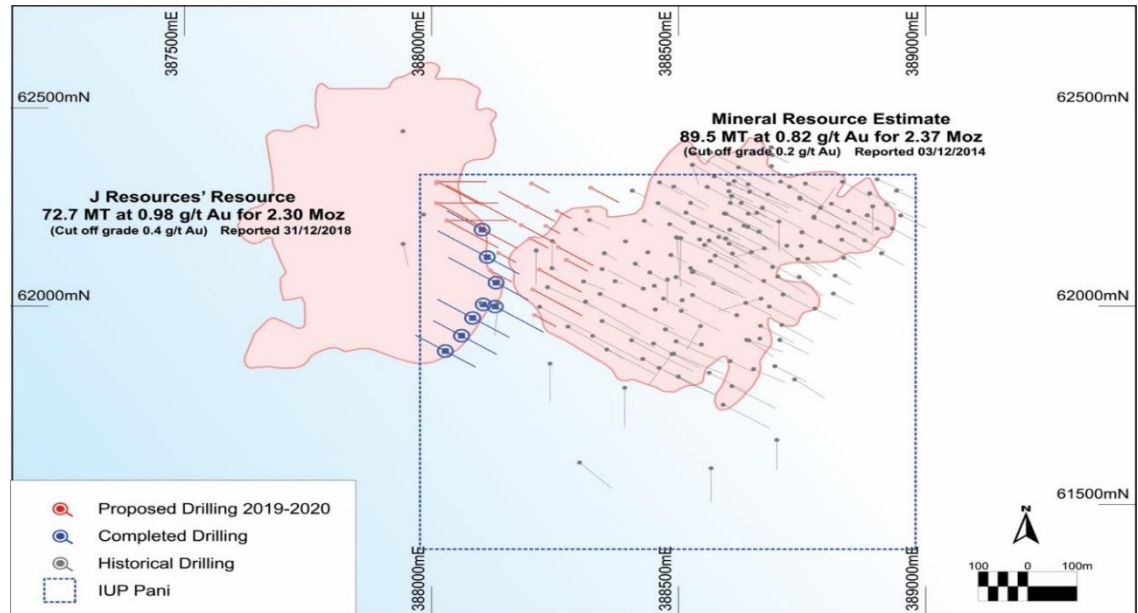 387500mE
388000mE
388500mE
389000mE
62500mN
62500mN
Mineral Resource Estimate
89.5 MT at 0.82 g/t Au for 2.37 Moz
(Cut off grade 0.2 g/t Au) Reported 03/12/2014
J Resources' Resource
72.7 MT at 0.98 g/t Au for 2.30 Moz
(Cut off grade 0.4 g/t Au) Reported 31/12/2018
62000mN
62000mN
61500mN
Proposed Drilling 2019-2020
Completed Drilling
Historical Drilling
IUP Pani
388000mE
388500mE
389000mE
N
100 0 100m